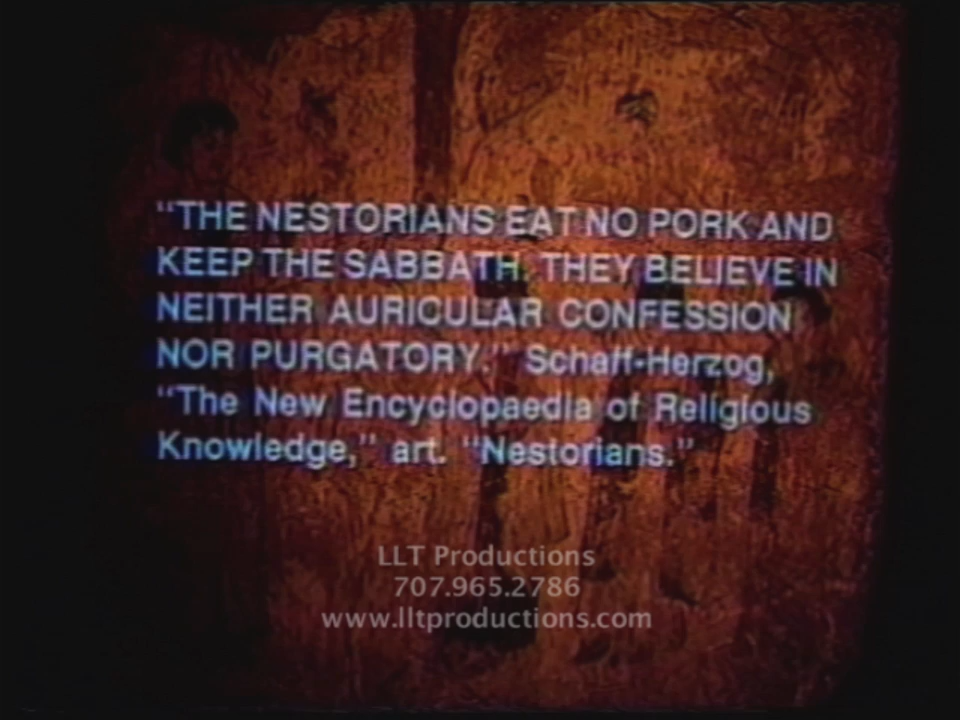 “THE NESTORIANS EAT NO PORK AND
KEEP THE SABBATH. THEY BELIEVE IN
NEITHER AURICULAR CONFESSION
NOR PURGATORY.” Schaff-Herzog,
“The New Encyclopaedia of Religious
Knowledge,” art. “Nestorians.”
LLT Productions
707.965.2786
www.lltproductions.com